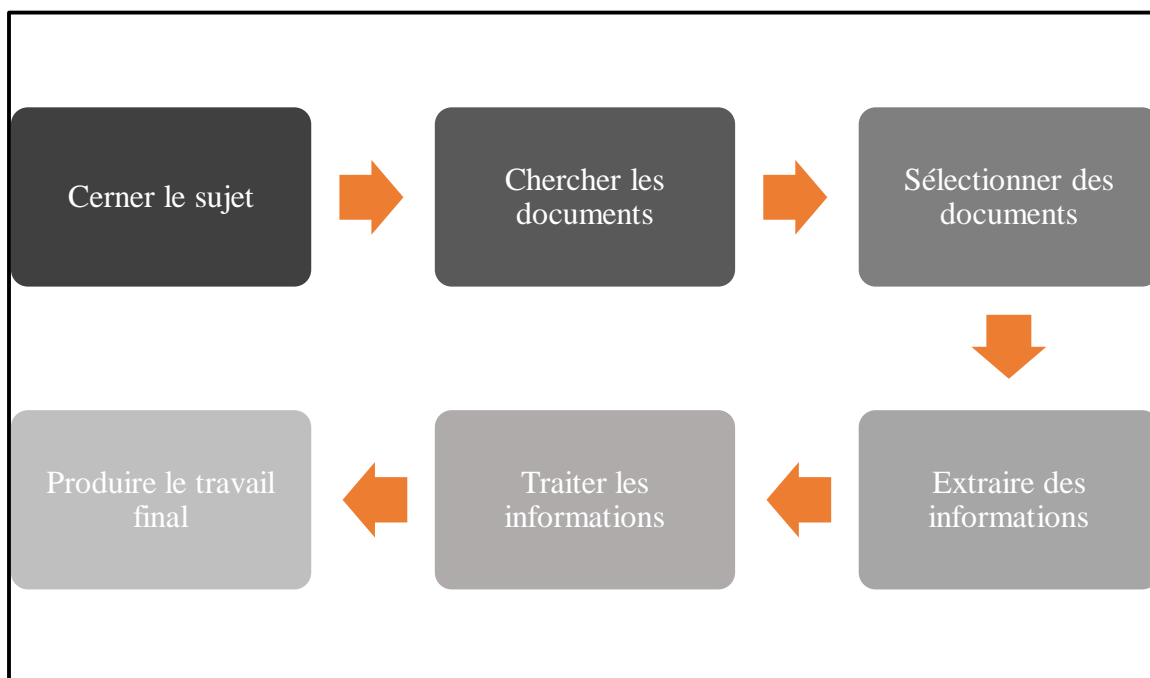 Cerner le sujet
Chercher les
documents
Sélectionner des
documents
Extraire des
informations
Traiter les
informations
Produire le travail
final